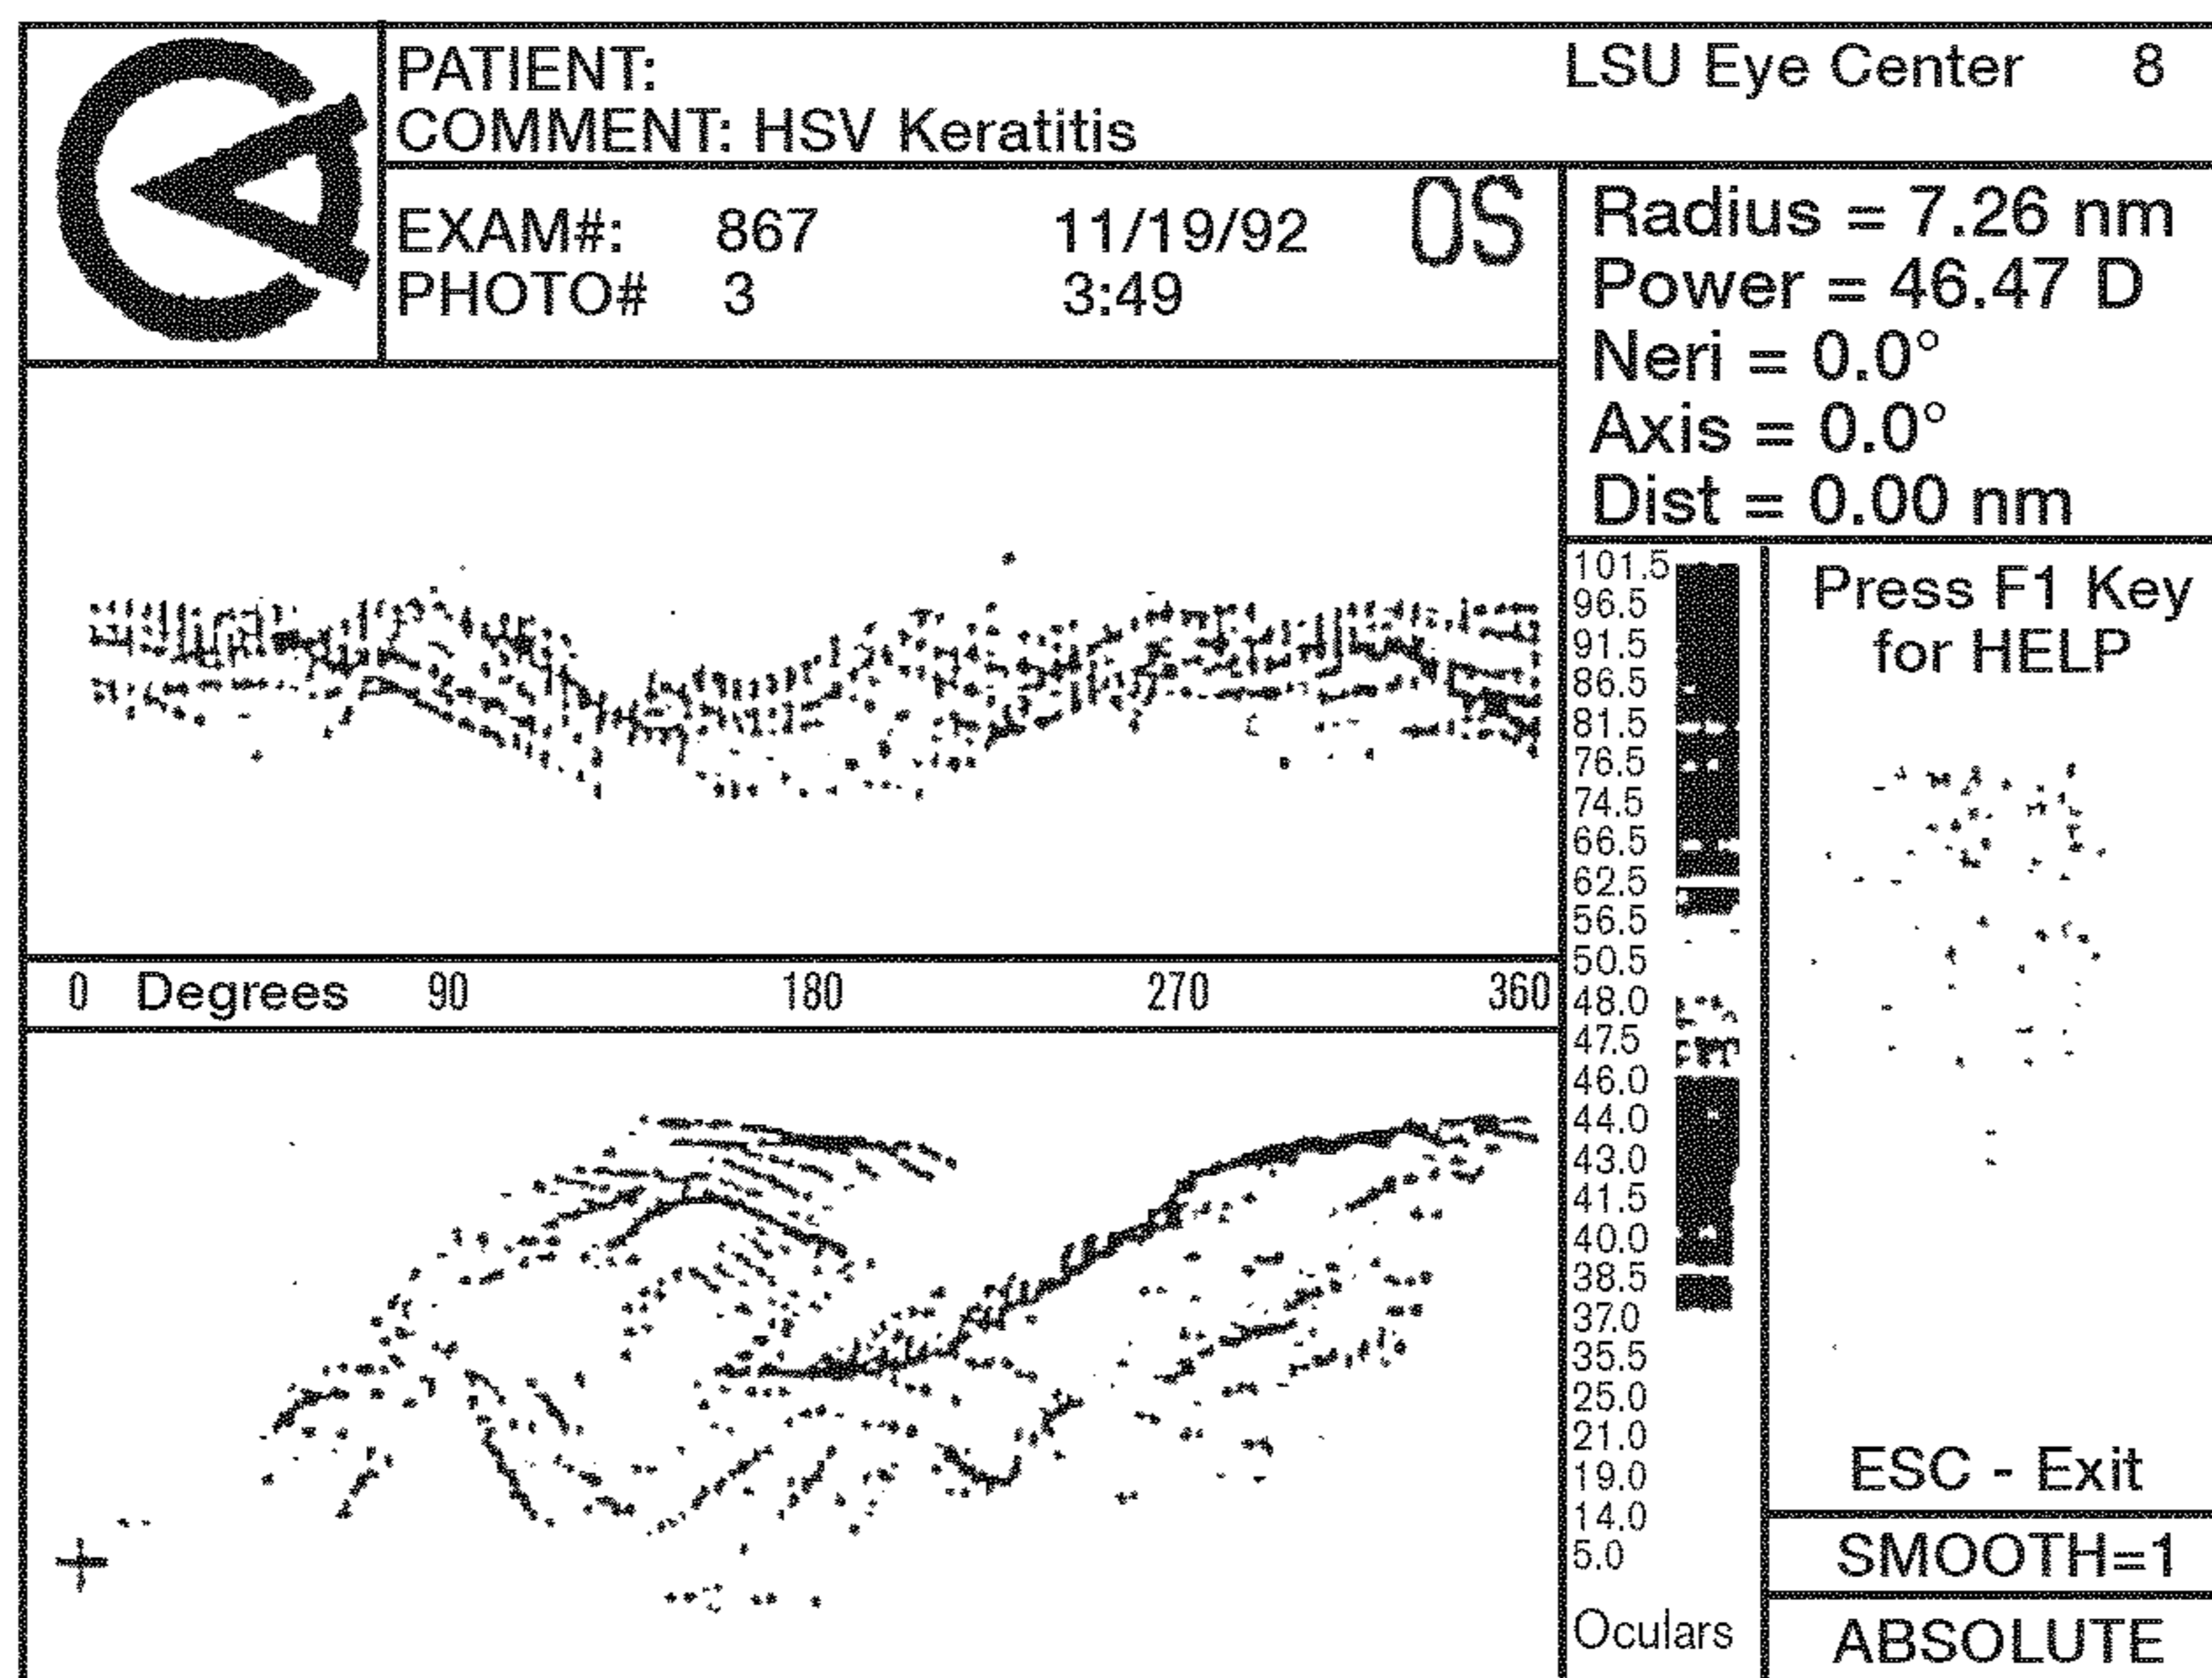 PATIENT:
LSU Eye Center 8
COMMENT: HSV Keratitis
EXAM#: 867 11/19/92 OS
PHOTO# 3 3:49
Radius = 7.26 nm
Power = 46.47 D
Neri = 0.0°
Axis = 0.0°
Dist = 0.00 nm
101.5
96.5
91.5
86.5
81.5
76.5
74.5
66.5
62.5
56.5
50.5
48.0
47.5
46.0
44.0
43.0
41.5
40.0
38.5
37.0
35.5
25.0
21.0
19.0
14.0
5.0
Oculars
Press F1 Key
for HELP
0 Degrees 90 180 270 360
ESC - Exit
SMOOTH=1
ABSOLUTE